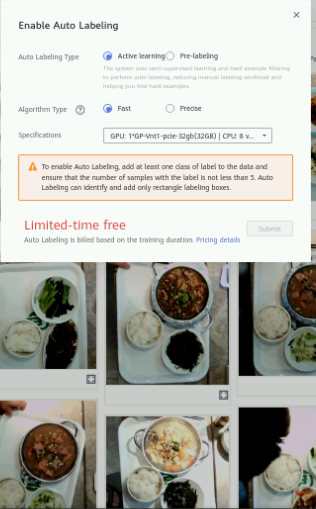 Enable Auto Labeling
Auto Labeling Type
Active learning
Pre-labeling
The system uses semi-supervised learning and hard example filtering
to perform auto labeling, reducing manual labeling workload and
helping you find hard examples.
Algorithm Type
Fast
Precise
Specifications
GPU: 1*GP-Vnt1-pcie-32gb(32GB) | CPU: 8 v...
To enable Auto Labeling, add at least one class of label to the data and
ensure that the number of samples with the label is not less than 5. Auto
Labeling can identify and add only rectangle labeling boxes.
Limited-time free
Auto Labeling is billed based on the training duration. Pricing details
Submit